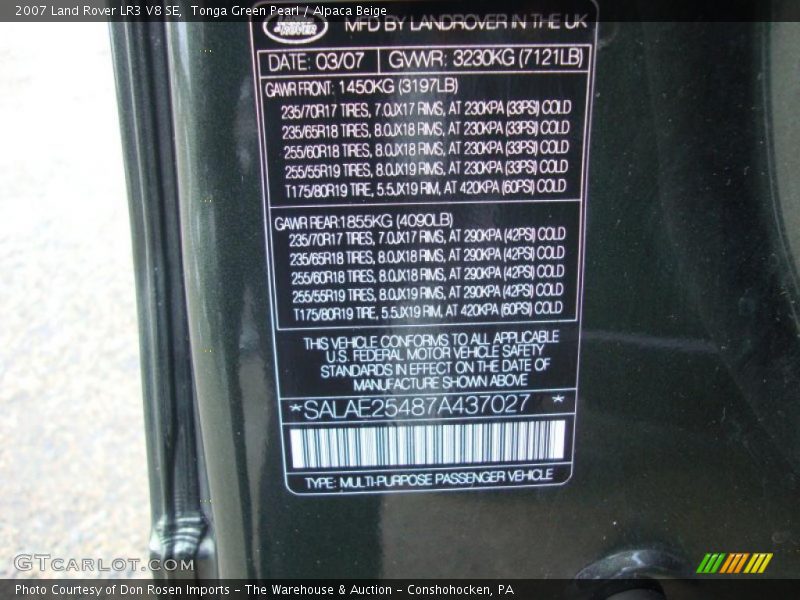 2007 Land Rover LR3 V8 SE, Tonga Green Pearl / Alpaca Beige
LAND ROVER MFD BY LANDROVER IN THE UK
DATE: 03/07 GVWR: 3230KG (7121LB)
GAWR FRONT: 1450KG (3197LB)
235/70R17 TIRES, 7.0JX17 RIMS, AT 230KPA (33PSI) COLD
235/65R18 TIRES, 8.0JX18 RIMS, AT 230KPA (33PSI) COLD
255/60R18 TIRES, 8.0JX18 RIMS, AT 230KPA (33PSI) COLD
255/55R19 TIRES, 8.0JX19 RIMS, AT 230KPA (33PSI) COLD
T175/80R19 TIRE, 5.5JX19 RIM, AT 420KPA (60PSI) COLD
GAWR REAR:1855KG (4090LB)
235/70R17 TIRES, 7.0JX17 RIMS, AT 290KPA (42PSI) COLD
235/65R18 TIRES, 8.0JX18 RIMS, AT 290KPA (42PSI) COLD
255/60R18 TIRES, 8.0JX18 RIMS, AT 290KPA (42PSI) COLD
255/55R19 TIRES, 8.0JX19 RIMS, AT 290KPA (42PSI) COLD
T175/80R19 TIRE, 5.5JX19 RIM, AT 420KPA (60PSI) COLD
THIS VEHICLE CONFORMS TO ALL APPLICABLE
U.S. FEDERAL MOTOR VEHICLE SAFETY
STANDARDS IN EFFECT ON THE DATE OF
MANUFACTURE SHOWN ABOVE
*SALAE25487A437027 *
TYPE: MULTI-PURPOSE PASSENGER VEHICLE
GTCARLOT.COM
Photo Courtesy of Don Rosen Imports - The Warehouse & Auction - Conshohocken, PA